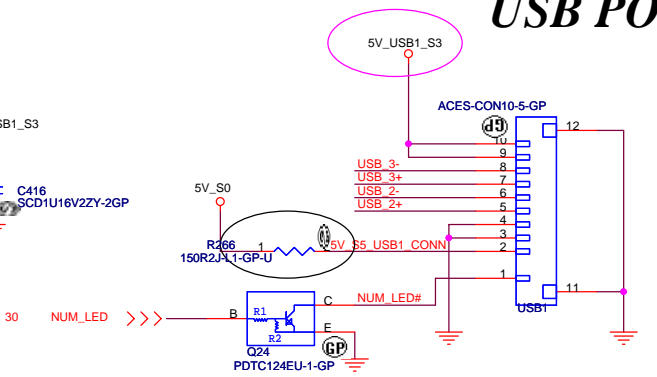 USB PO
5V_USB1_S3
ACES-CON10-5-GP
GP
SB1_S3
10
12
9
USB_3-
8
USB_3+
7
C416
SCD1U16V2ZY-2GP
5V_S0
USB_2-
6
USB_2+
5
4
3
R266
1
5V_S5_USB1_CONN
2
150R2J-L1-GP-U
1
11
C
NUM_LED#
USB1
30
NUM_LED
B
R1
R2
E
GP
Q24
PDTC124EU-1-GP